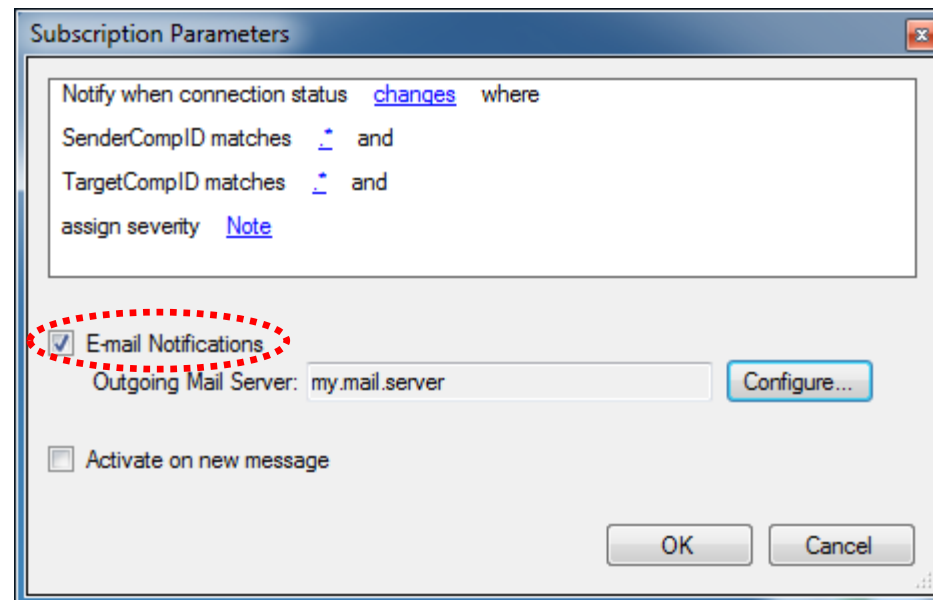 Subscription Parameters
Notify when connection status changes where
SenderCompID matches .* and
TargetCompID matches .* and
assign severity Note
E-mail Notifications
Outgoing Mail Server: my.mail.server Configure...
Activate on new message
OK Cancel